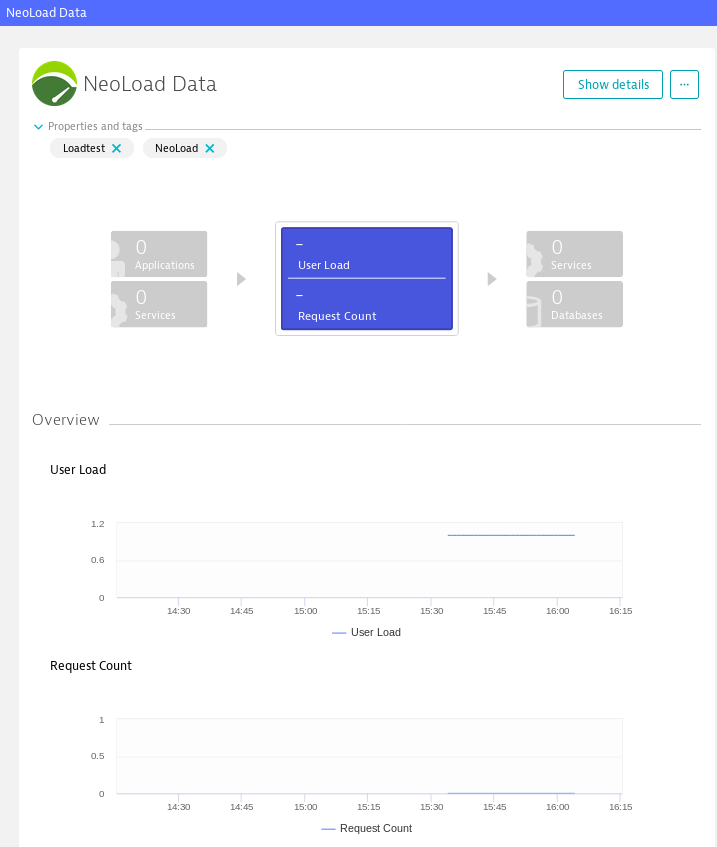 NeoLoad Data
NeoLoad Data
Show details
...
Properties and tags
Loadtest
NeoLoad
0
Applications
0
Services
–
User Load
–
Request Count
0
Services
0
Databases
Overview
User Load
1.2
0.6
0
14:30 14:45 15:00 15:15 15:30 15:45 16:00 16:15
User Load
Request Count
1
0.5
0
14:30 14:45 15:00 15:15 15:30 15:45 16:00 16:15
Request Count